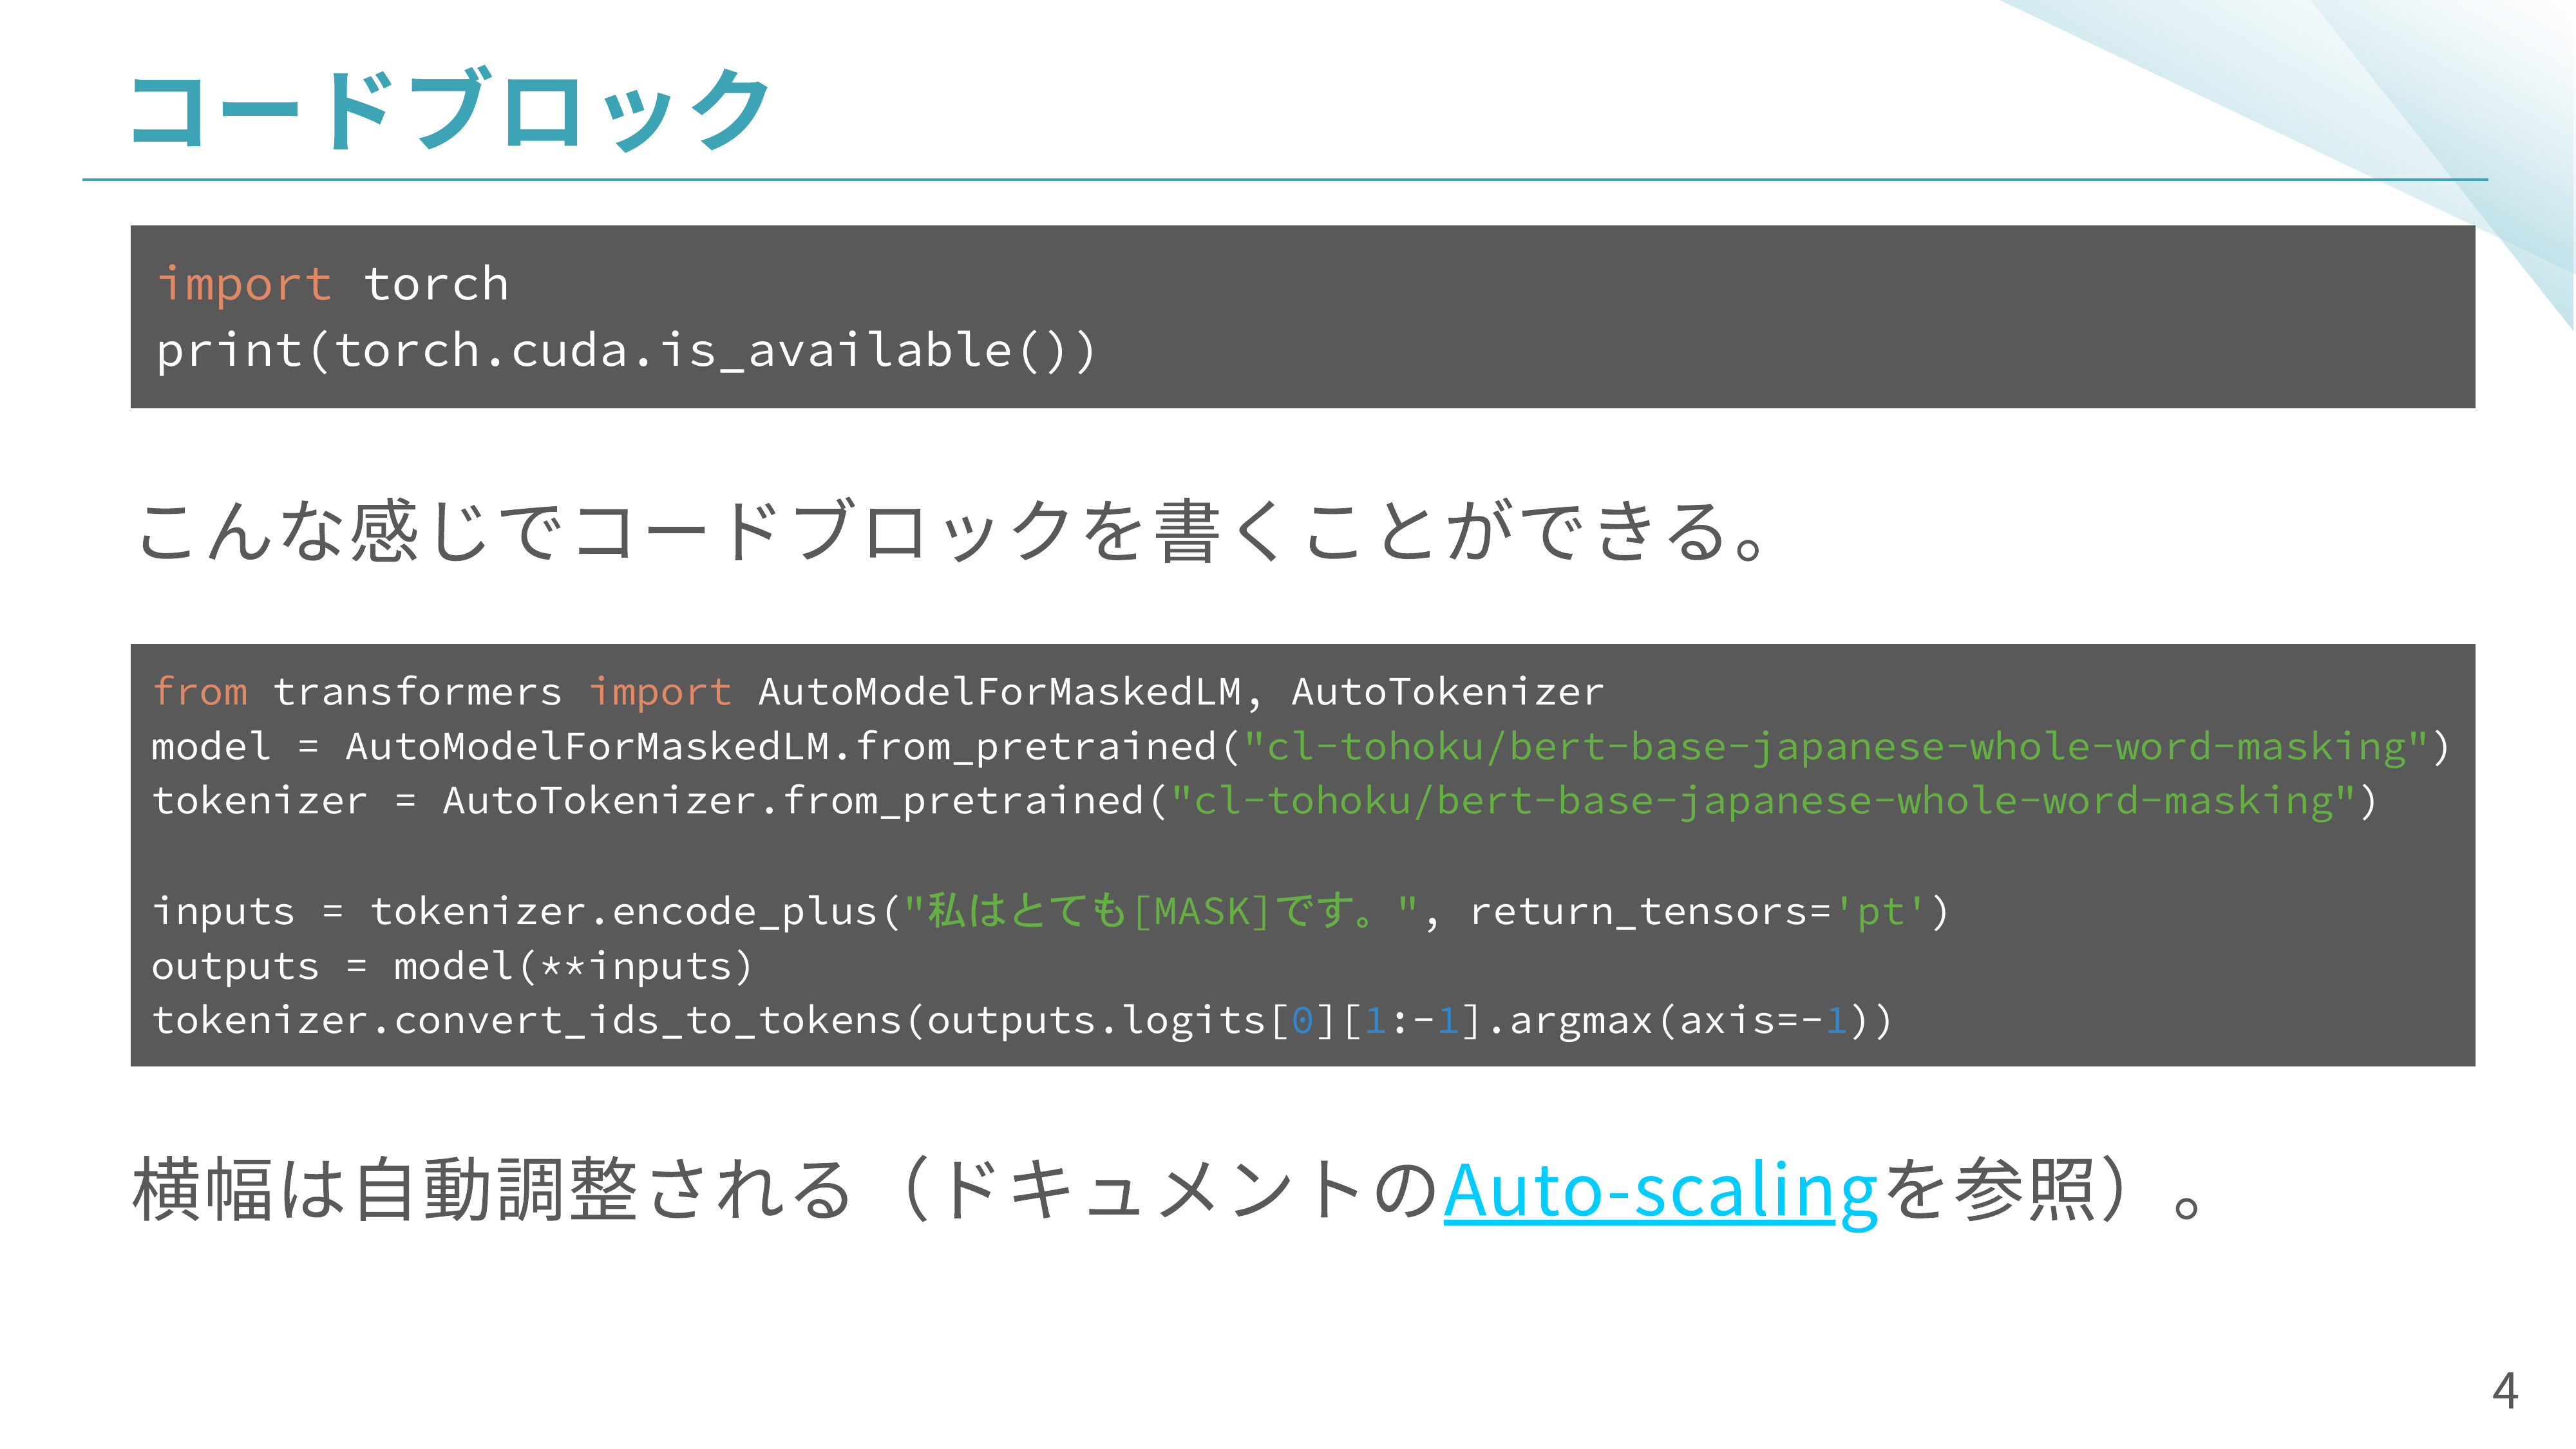 コードブロック
import torch
print(torch.cuda.is_available())
こんな感じでコードブロックを書くことができる。
from transformers import AutoModelForMaskedLM, AutoTokenizer
model = AutoModelForMaskedLM.from_pretrained("cl-tohoku/bert-base-japanese-whole-word-masking")
tokenizer = AutoTokenizer.from_pretrained("cl-tohoku/bert-base-japanese-whole-word-masking")
inputs = tokenizer.encode_plus("私はとても[MASK]です。", return_tensors='pt')
outputs = model(**inputs)
tokenizer.convert_ids_to_tokens(outputs.logits[0][1:-1].argmax(axis=-1))
横幅は自動調整される（ドキュメントのAuto-scalingを参照）。
4